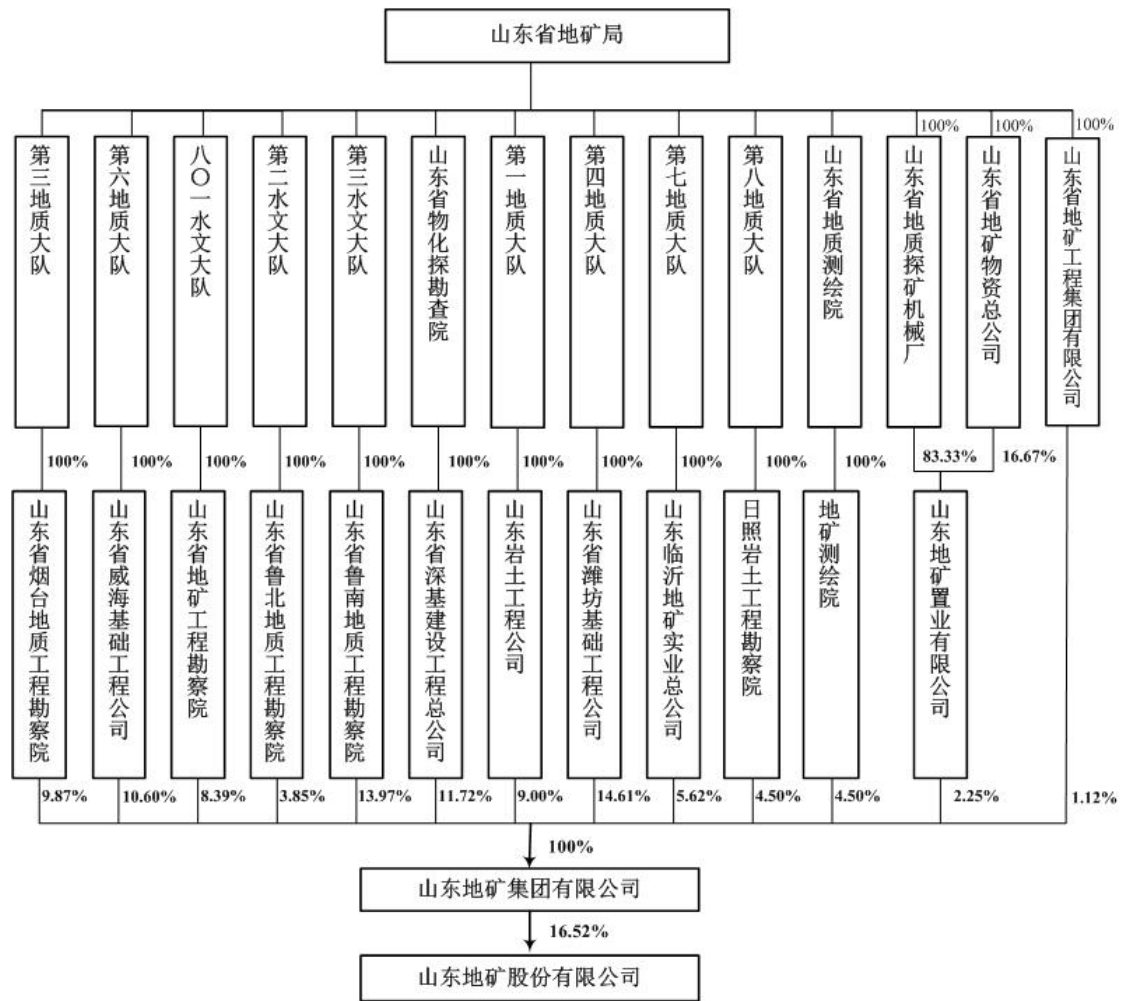 山东省地矿局
100%
100%
100%
第三地质大队
第六地质大队
八〇一水文大队
第二水文大队
第三水文大队
山东省物化探勘查院
第一地质大队
第四地质大队
第七地质大队
第八地质大队
山东省地质测绘院
山东省地质探矿机械厂
山东省地矿物资总公司
山东省地矿工程集团有限公司
100%
100%
100%
100%
100%
100%
100%
100%
100%
100%
100%
83.33%
16.67%
山东省烟台地质工程勘察院
山东省威海基础工程公司
山东省地矿工程勘察院
山东省鲁北地质工程勘察院
山东省鲁南地质工程勘察院
山东省深基建设工程总公司
山东岩土工程公司
山东省潍坊基础工程公司
山东临沂地矿实业总公司
日照岩土工程勘察院
地矿测绘院
山东地矿置业有限公司
9.87%
10.60%
8.39%
3.85%
13.97%
11.72%
9.00%
14.61%
5.62%
4.50%
4.50%
2.25%
1.12%
100%
山东地矿集团有限公司
16.52%
山东地矿股份有限公司